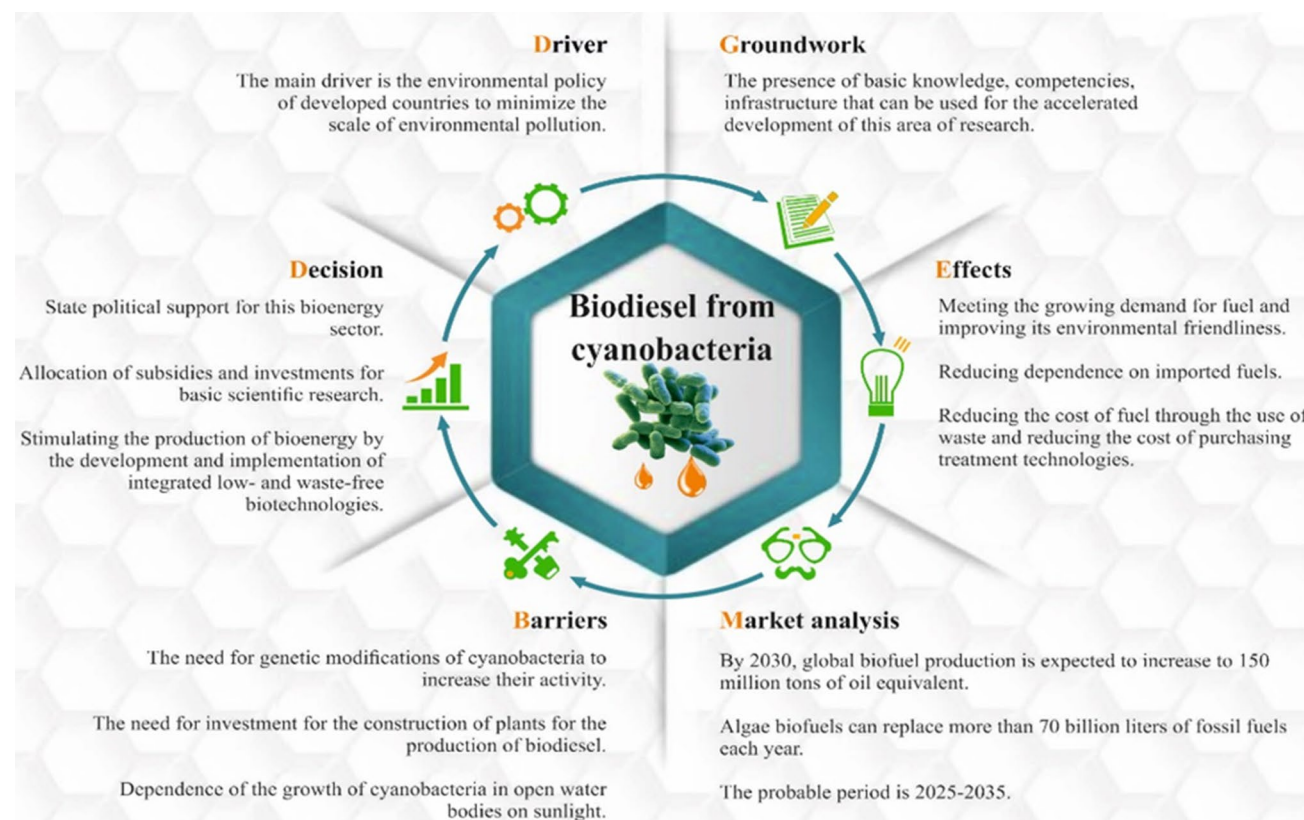 Driver
The main driver is the environmental policy
of developed countries to minimize the
scale of environmental pollution.
Groundwork
The presence of basic knowledge, competencies,
infrastructure that can be used for the accelerated
development of this area of research.
Effects
Meeting the growing demand for fuel and
improving its environmental friendliness.
Reducing dependence on imported fuels.
Reducing the cost of fuel through the use of
waste and reducing the cost of purchasing
treatment technologies.
Market analysis
By 2030, global biofuel production is expected to increase to 150
million tons of oil equivalent.
Algae biofuels can replace more than 70 billion liters of fossil fuels
each year.
The probable period is 2025-2035.
Barriers
The need for genetic modifications of cyanobacteria to
increase their activity.
The need for investment for the construction of plants for the
production of biodiesel.
Dependence of the growth of cyanobacteria in open water
bodies on sunlight.
Decision
State political support for this bioenergy
sector.
Allocation of subsidies and investments for
basic scientific research.
Stimulating the production of bioenergy by
the development and implementation of
integrated low- and waste-free
biotechnologies.
Biodiesel from
cyanobacteria